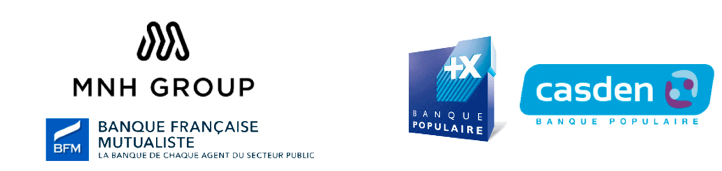 MNH GROUP
BFM
BANQUE FRANÇAISE
MUTUALISTE
LA BANQUE DE CHAQUE AGENT DU SECTEUR PUBLIC
+X
BANQUE
POPULAIRE
casden
BANQUE POPULAIRE